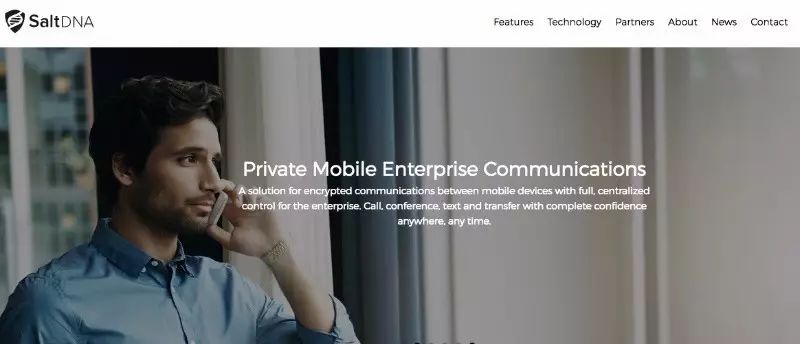 SaltDNA
Features Technology Partners About News Contact
Private Mobile Enterprise Communications
A solution for encrypted communications between mobile devices with full, centralized
control for the enterprise. Call, conference, text and transfer with complete confidence
anywhere, any time.